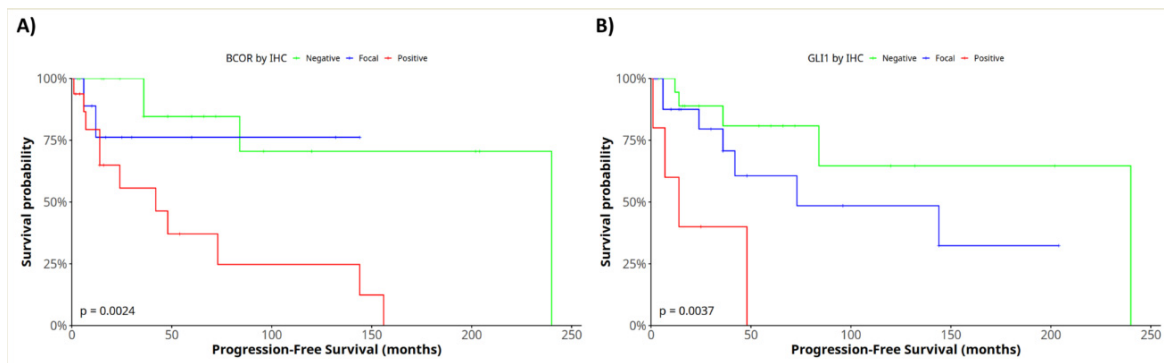 A)
BCOR by IHC Negative Focal Positive
100%
75%
50%
25%
0%
Survival probability
p = 0.0024
0 50 100 150 200 250
Progression-Free Survival (months)
B)
GLI1 by IHC Negative Focal Positive
100%
75%
50%
25%
0%
Survival probability
p = 0.0037
0 50 100 150 200 250
Progression-Free Survival (months)